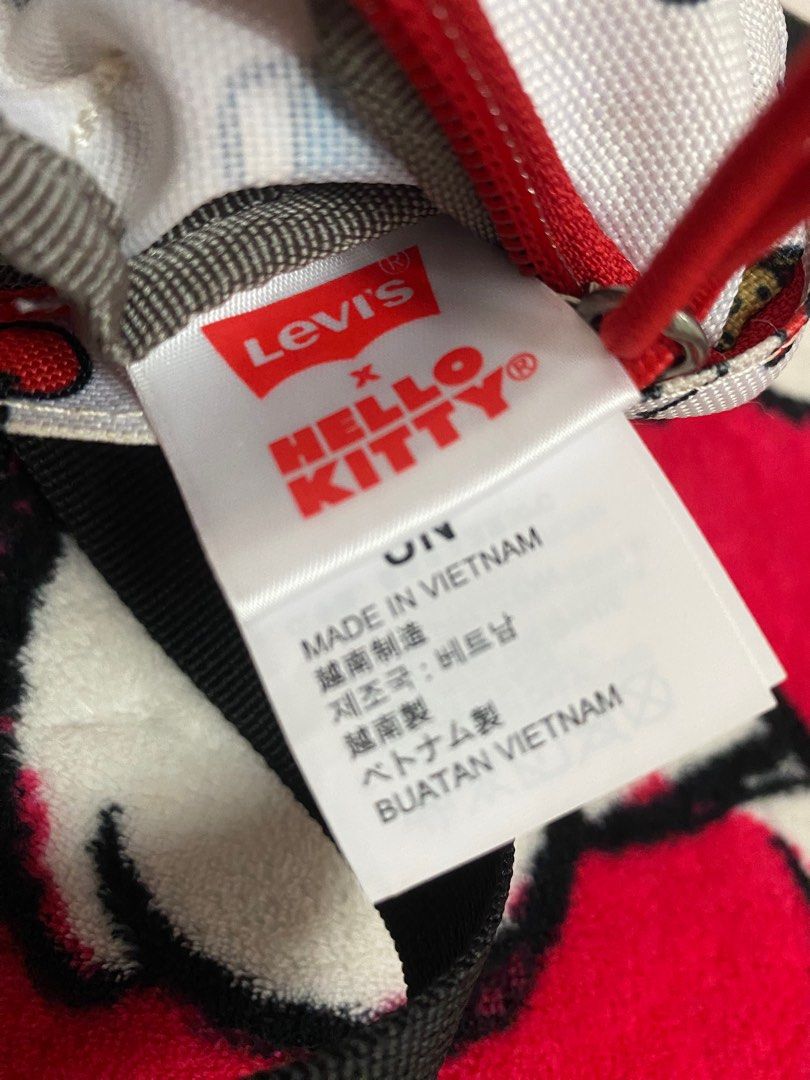 Levi's®
x
HELLO
KITTY®
MADE IN VIETNAM
越南制造
제조국 : 베트남
越南製
ベトナム製
BUATAN VIETNAM